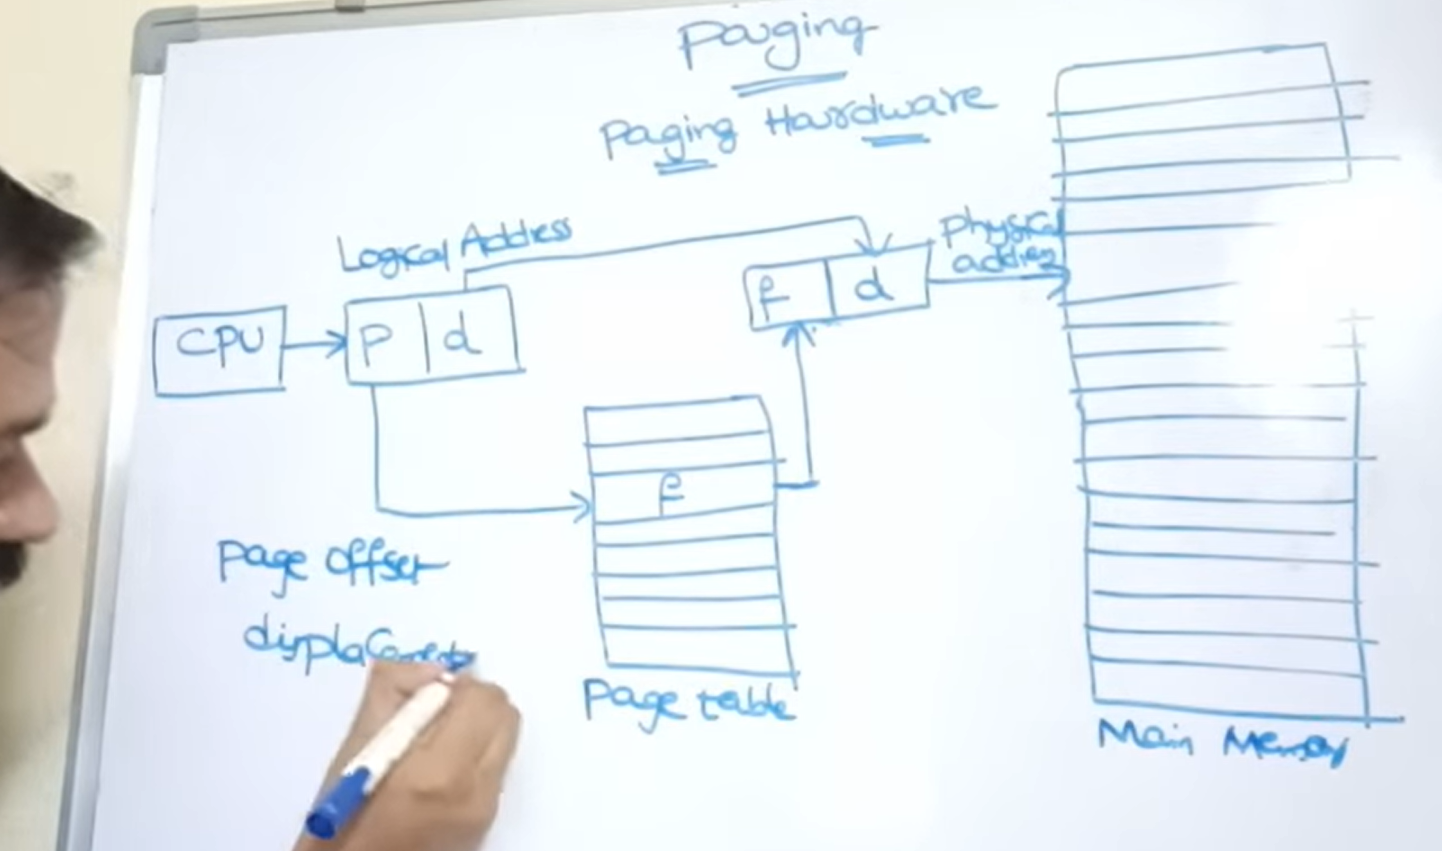 Paging
Paging Hardware
Logical Address
Physical
address
CPU
P d
f d
f
Page offset
displacement
Page table
Main Memory